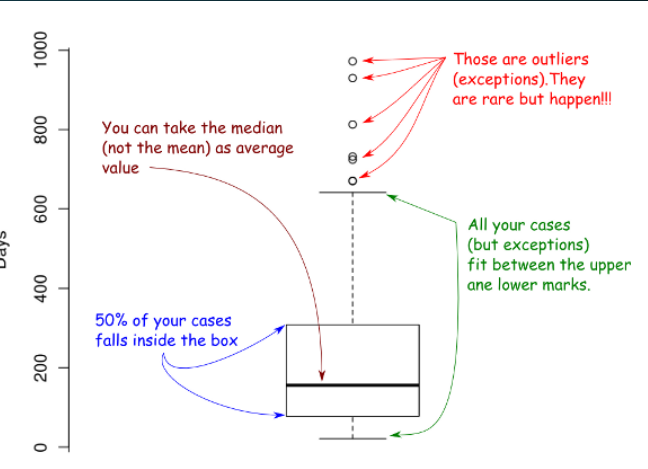 1000
Those are outliers
(exceptions).They
are rare but happen!!!
800
You can take the median
(not the mean) as average
value
600
All your cases
(but exceptions)
fit between the upper
ane lower marks.
Days
400
50% of your cases
falls inside the box
200
0